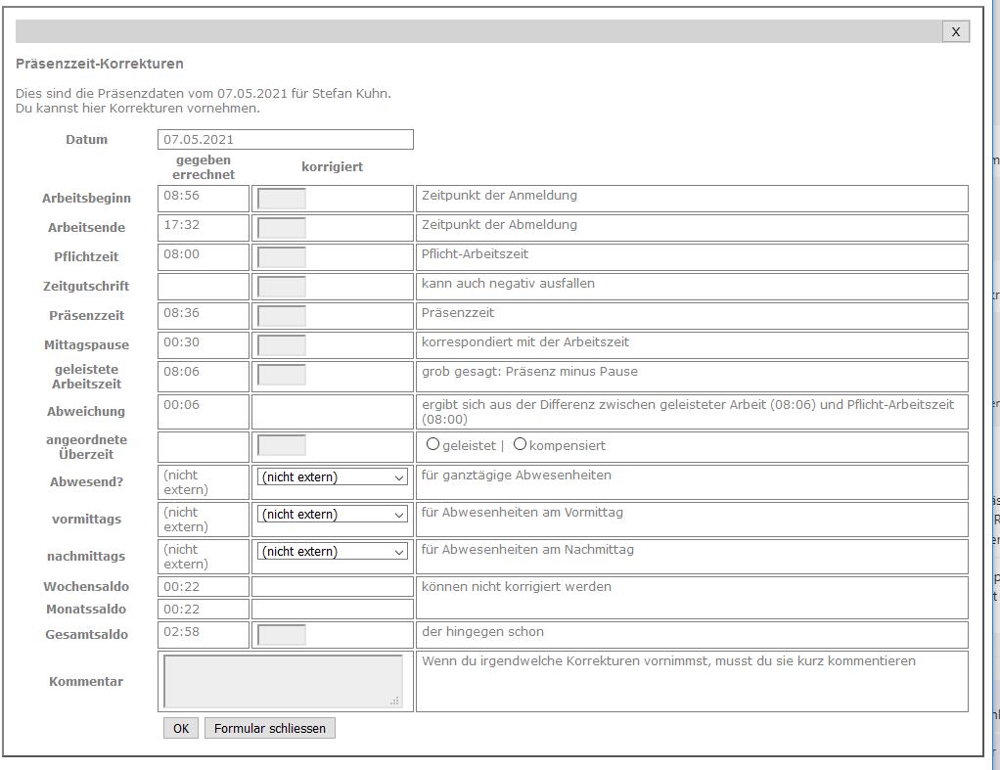 X
Präsenzzeit-Korrekturen
Dies sind die Präsenzdaten vom 07.05.2021 für Stefan Kuhn.
Du kannst hier Korrekturen vornehmen.
Datum 07.05.2021
gegeben
errechnet korrigiert
Arbeitsbeginn 08:56 Zeitpunkt der Anmeldung
Arbeitsende 17:32 Zeitpunkt der Abmeldung
Pflichtzeit 08:00 Pflicht-Arbeitszeit
Zeitgutschrift kann auch negativ ausfallen
Präsenzzeit 08:36 Präsenzzeit
Mittagspause 00:30 korrespondiert mit der Arbeitszeit
geleistete
Arbeitszeit 08:06 grob gesagt: Präsenz minus Pause
Abweichung 00:06 ergibt sich aus der Differenz zwischen geleisteter Arbeit (08:06) und Pflicht-Arbeitszeit
(08:00)
angeordnete
Überzeit geleistet | kompensiert
Abwesend? (nicht
extern) (nicht extern) für ganztägige Abwesenheiten
vormittags (nicht
extern) (nicht extern) für Abwesenheiten am Vormittag
nachmittags (nicht
extern) (nicht extern) für Abwesenheiten am Nachmittag
Wochensaldo 00:22 können nicht korrigiert werden
Monatssaldo 00:22
Gesamtsaldo 02:58 der hingegen schon
Kommentar Wenn du irgendwelche Korrekturen vornimmst, musst du sie kurz kommentieren
OK Formular schliessen